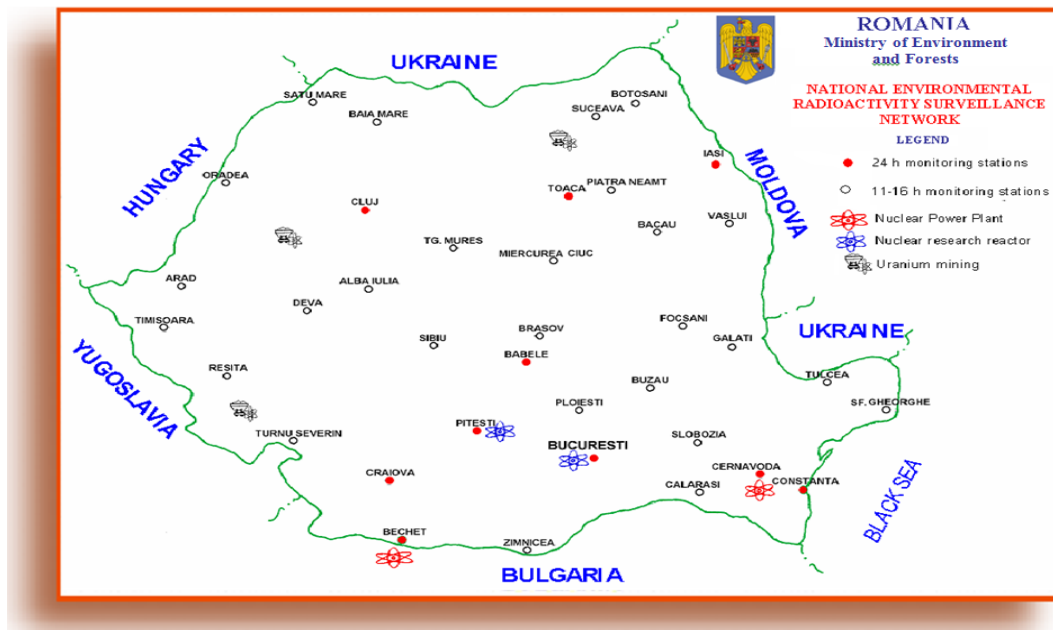 ROMANIA
Ministry of Environment
and Forests
NATIONAL ENVIRONMENTAL
RADIOACTIVITY SURVEILLANCE
NETWORK
LEGEND
24 h monitoring stations
11-16 h monitoring stations
Nuclear Power Plant
Nuclear research reactor
Uranium mining
UKRAINE
SATU MARE
BAIA MARE
BOTOSANI
SUCEAVA
IASI
HUNGARY
MOLDOVA
ORADEA
CLUJ
TOACA
PIATRA NEAMT
VASLUI
BACAU
TG. MURES
MIERCUREA CIUC
ARAD
ALBA IULIA
DEVA
TIMISOARA
FOCSANI
UKRAINE
BRASOV
SIBIU
GALATI
BABELE
YUGOSLAVIA
RESITA
TULCEA
BUZAU
PLOIESTI
SF. GHEORGHE
PITESTI
TURNU SEVERIN
SLOBOZIA
BUCURESTI
CERNAVODA
CRAIOVA
CALARASI
CONSTANTA
BLACK SEA
BECHET
ZIMNICEA
BULGARIA